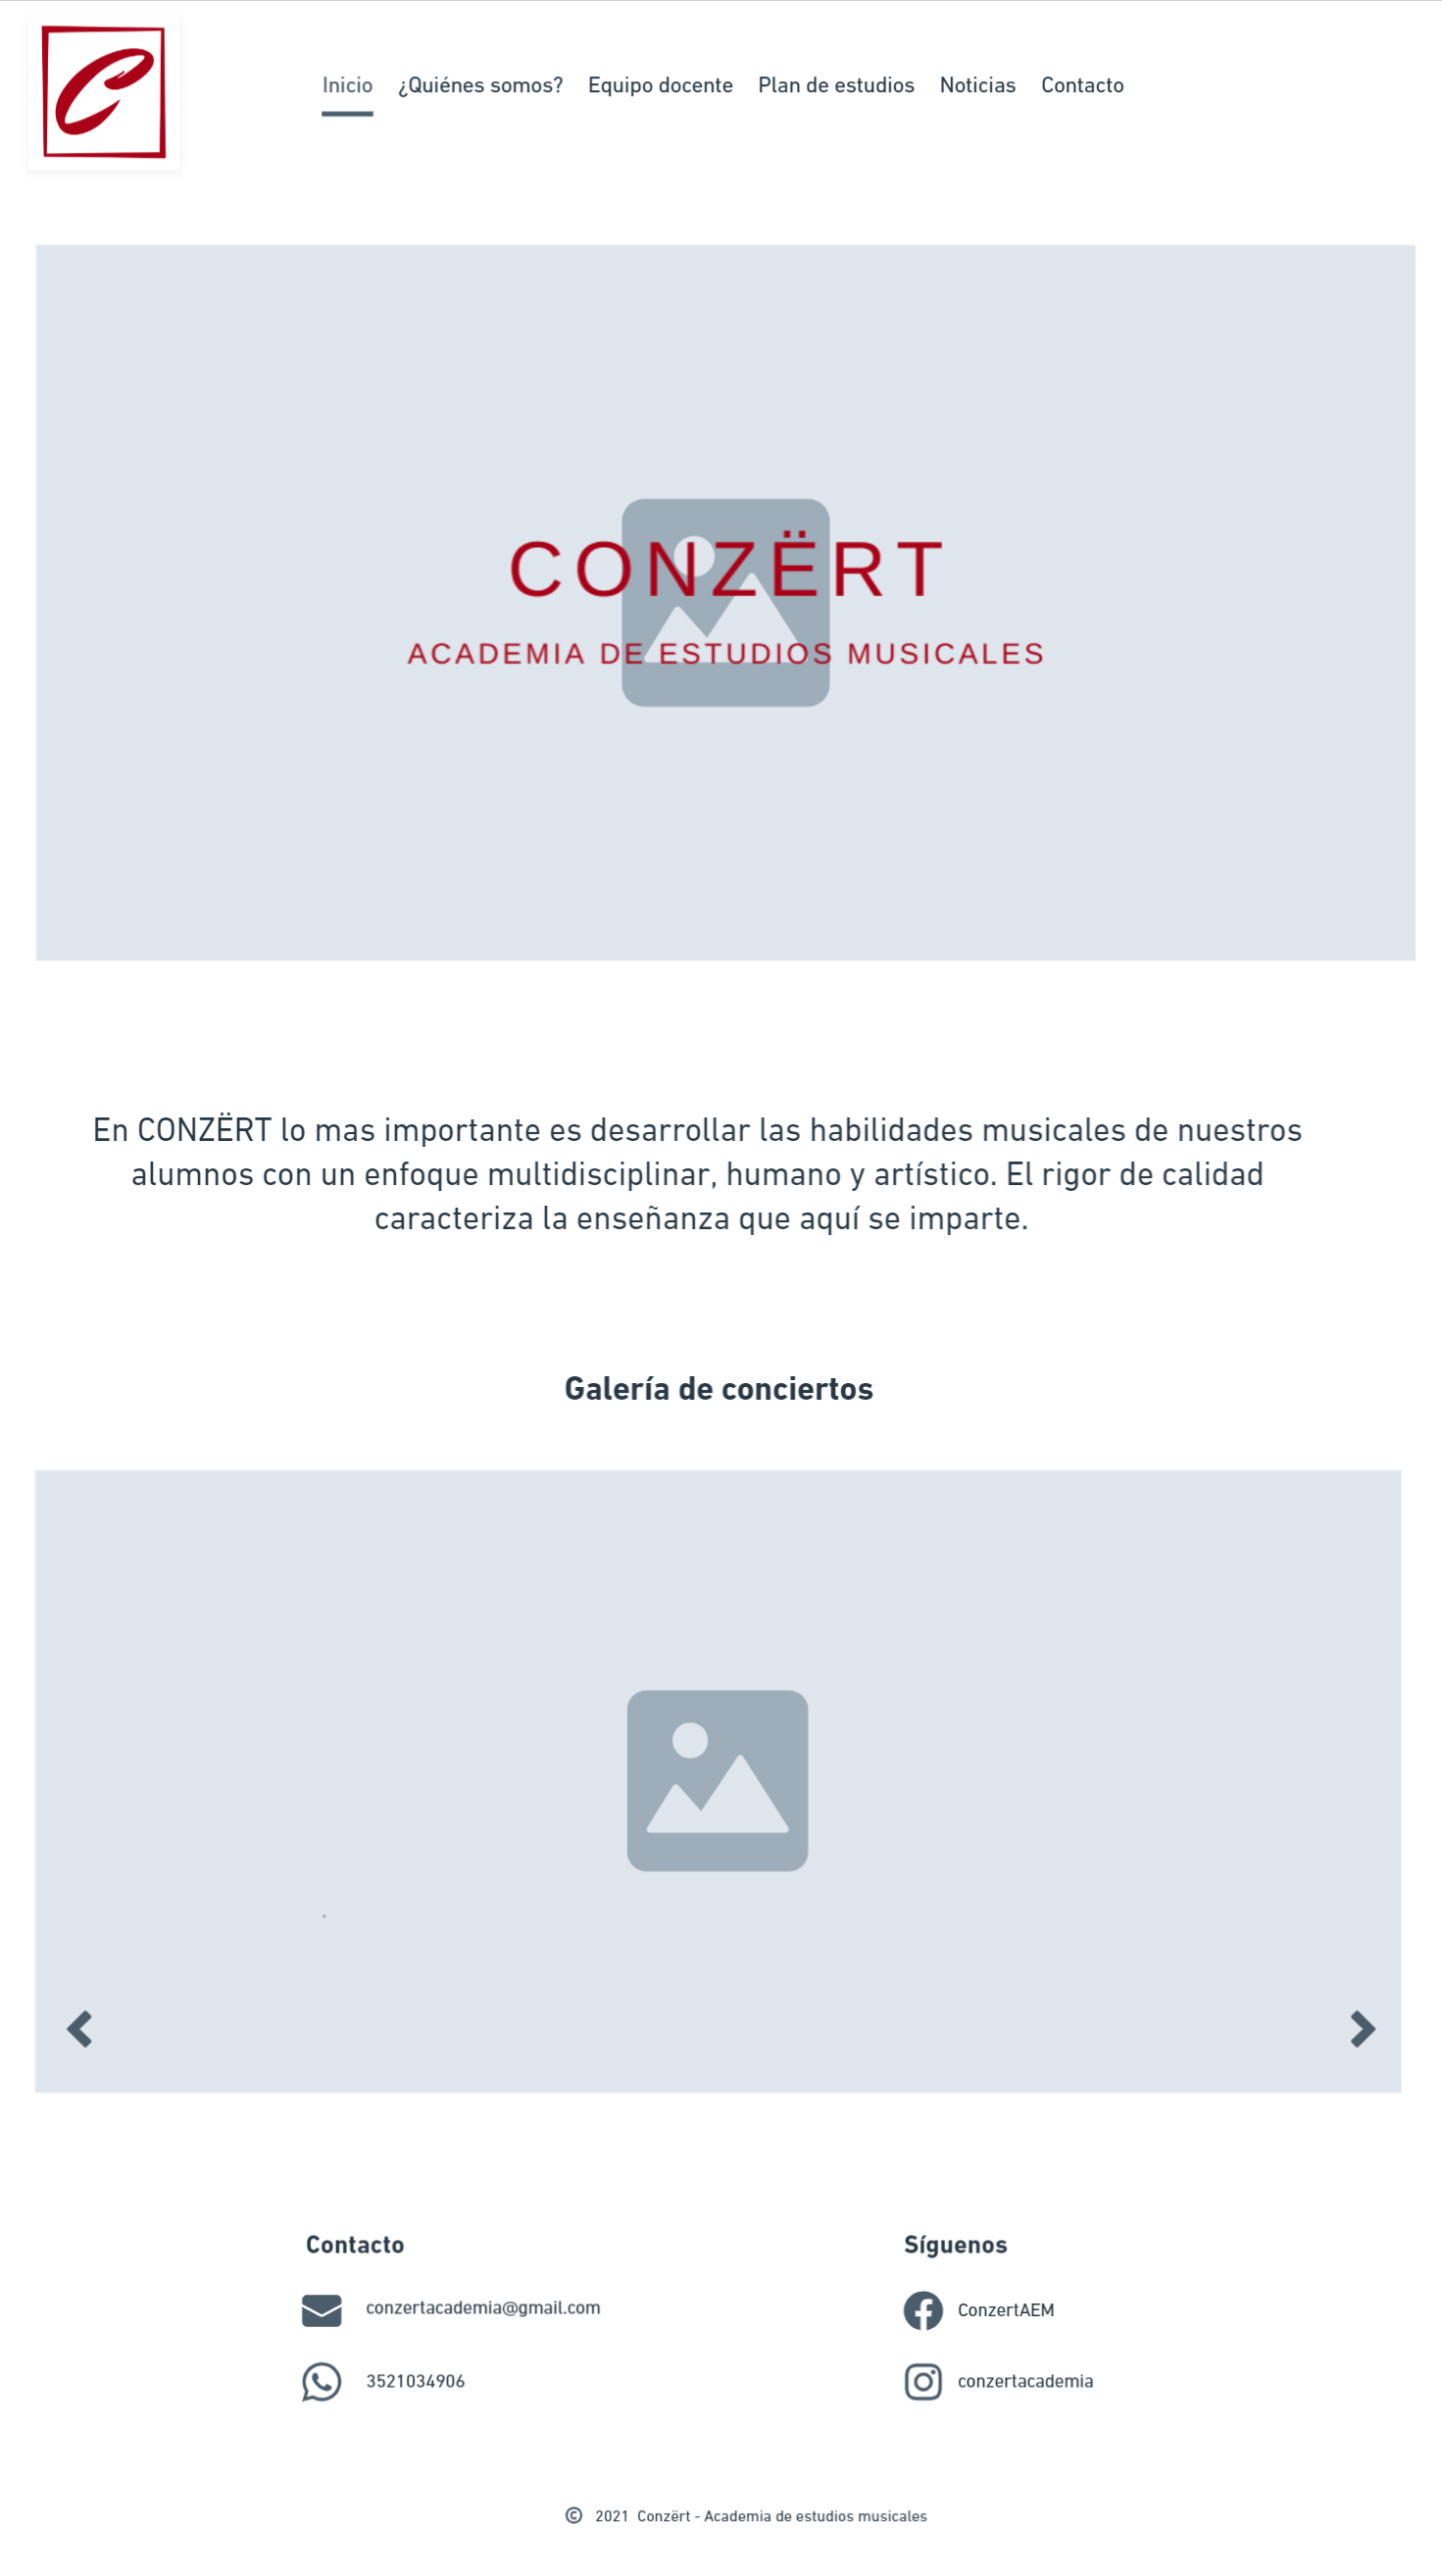 C
Inicio ¿Quiénes somos? Equipo docente Plan de estudios Noticias Contacto
CONZËRT
ACADEMIA DE ESTUDIOS MUSICALES
En CONZËRT lo mas importante es desarrollar las habilidades musicales de nuestros
alumnos con un enfoque multidisciplinar, humano y artístico. El rigor de calidad
caracteriza la enseñanza que aquí se imparte.
Galería de conciertos
Contacto
conzertacademia@gmail.com
3521034906
Síguenos
ConzertAEM
conzertacademia
© 2021 Conzërt - Academia de estudios musicales